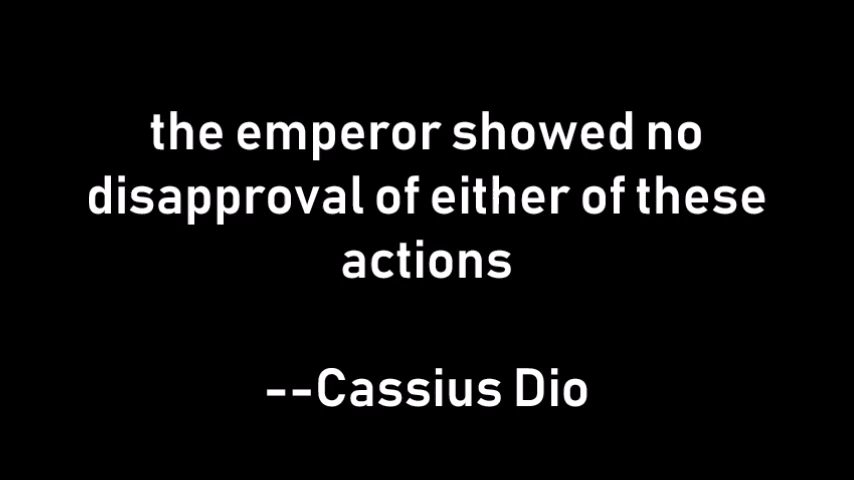 the emperor showed no
disapproval of either of these
actions
--Cassius Dio